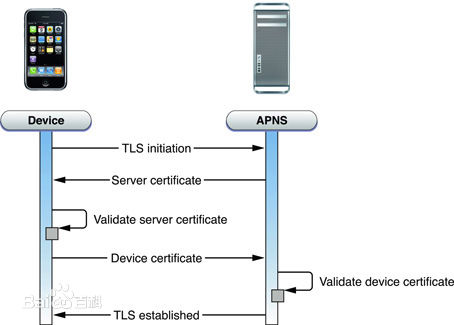 Device
APNS
TLS initiation
Server certificate
Validate server certificate
Device certificate
Validate device certificate
TLS established
Baidu百科